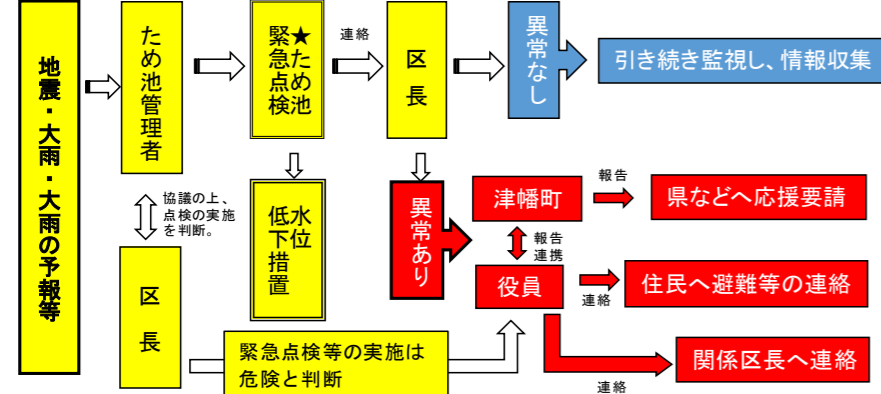 地震・大雨・大雨の予報等
ため池管理者
協議の上、
点検の実施
を判断。
区長
★ため池
緊急点検
連絡
水位
低下措置
区長
異常なし
引き続き監視し、情報収集
異常あり
津幡町
報告
県などへ応援要請
報告
連携
役員
連絡
住民へ避難等の連絡
緊急点検等の実施は
危険と判断
連絡
関係区長へ連絡